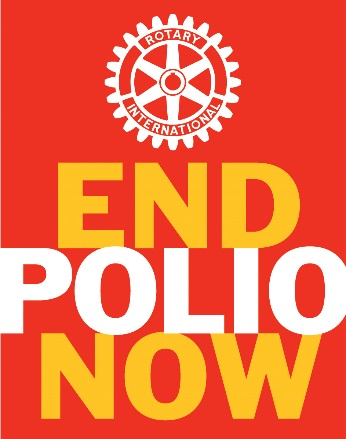 ROTARY
INTERNATIONAL
END
POLIO
NOW